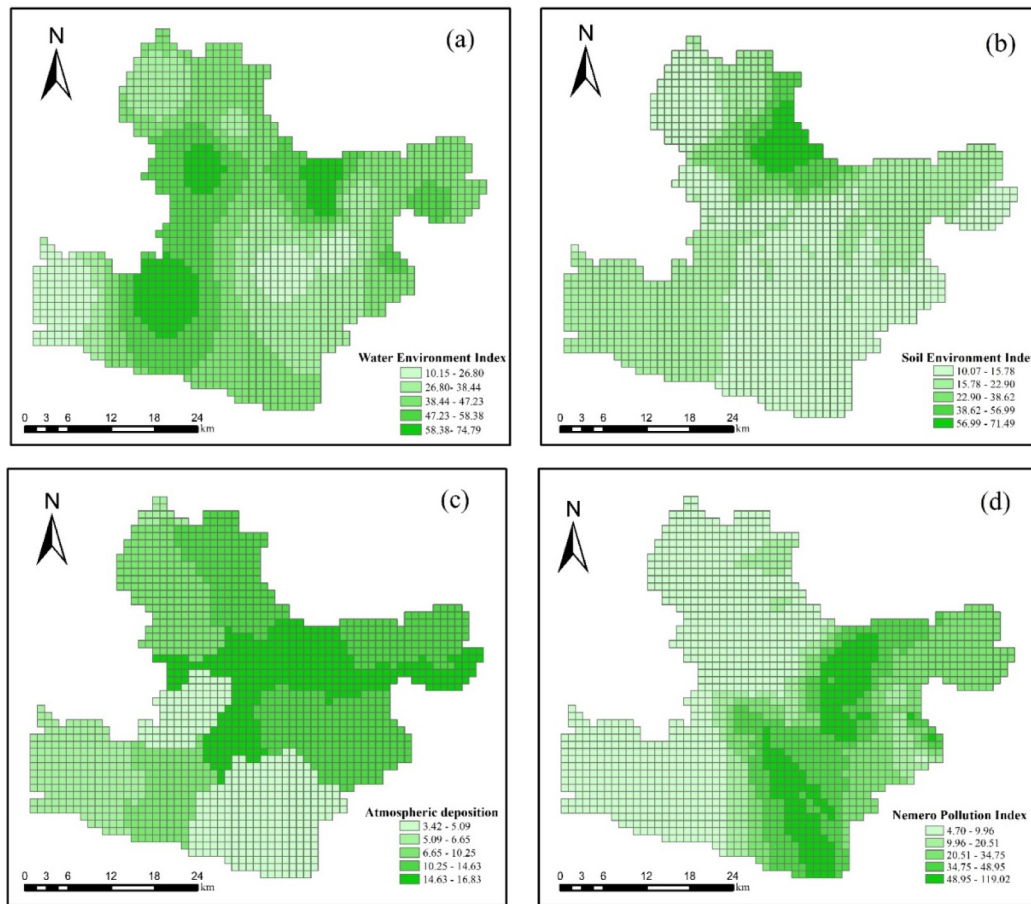 N
(a)
Water Environment Index
10.15 - 26.80
26.80- 38.44
38.44 - 47.23
47.23 - 58.38
58.38- 74.79
0 3 6 12 18 24
km
N
(b)
Soil Environment Index
10.07 - 15.78
15.78 - 22.90
22.90 - 38.62
38.62 - 56.99
56.99 - 71.49
0 3 6 12 18 24
km
N
(c)
Atmospheric deposition
3.42 - 5.09
5.09 - 6.65
6.65 - 10.25
10.25 - 14.63
14.63 - 16.83
0 3 6 12 18 24
km
N
(d)
Nemero Pollution Index
4.70 - 9.96
9.96 - 20.51
20.51 - 34.75
34.75 - 48.95
48.95 - 119.02
0 3 6 12 18 24
km